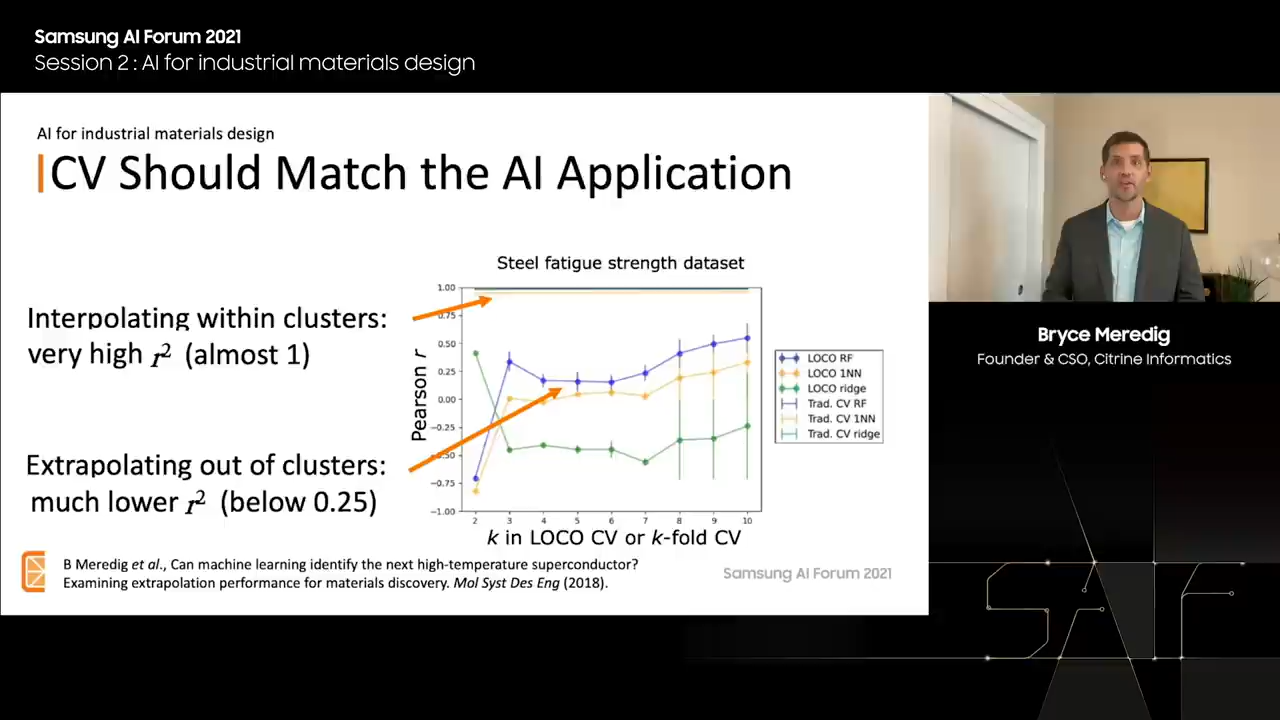 Samsung AI Forum 2021
Session 2 : AI for industrial materials design
AI for industrial materials design
CV Should Match the AI Application
Interpolating within clusters:
very high r² (almost 1)
Extrapolating out of clusters:
much lower r² (below 0.25)
Steel fatigue strength dataset
Pearson r
1.00
0.75
0.50
0.25
0.00
−0.25
−0.50
−0.75
−1.00
2 3 4 5 6 7 8 9 10
k in LOCO CV or k-fold CV
LOCO RF
LOCO 1NN
LOCO ridge
Trad. CV RF
Trad. CV 1NN
Trad. CV ridge
B Meredig et al., Can machine learning identify the next high-temperature superconductor?
Examining extrapolation performance for materials discovery. Mol Syst Des Eng (2018).
Samsung AI Forum 2021
Bryce Meredig
Founder & CSO, Citrine Informatics
SAIF